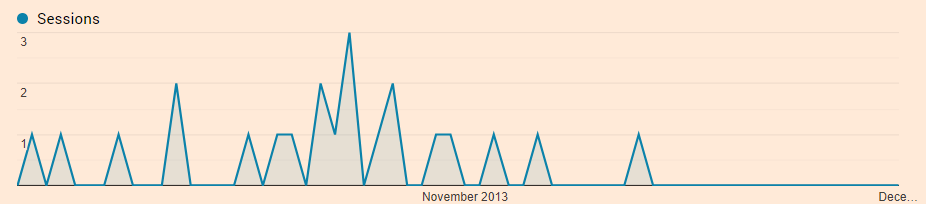 Sessions
3
2
1
November 2013
Dece...